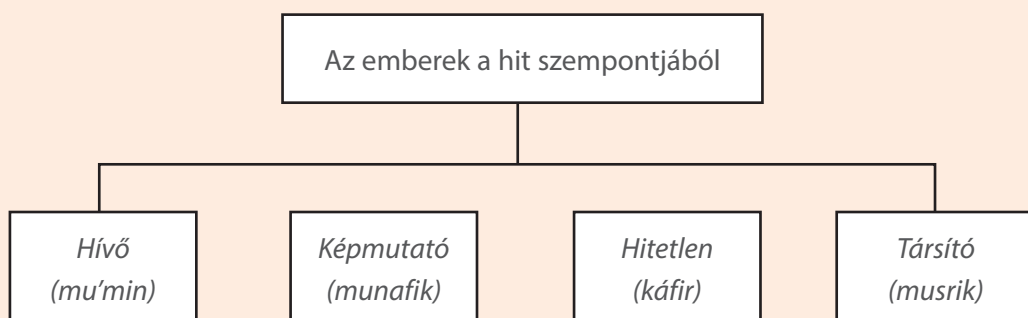 Az emberek a hit szempontjából
Hívő
(mu’min)
Képmutató
(munafik)
Hitetlen
(káfir)
Társító
(musrik)